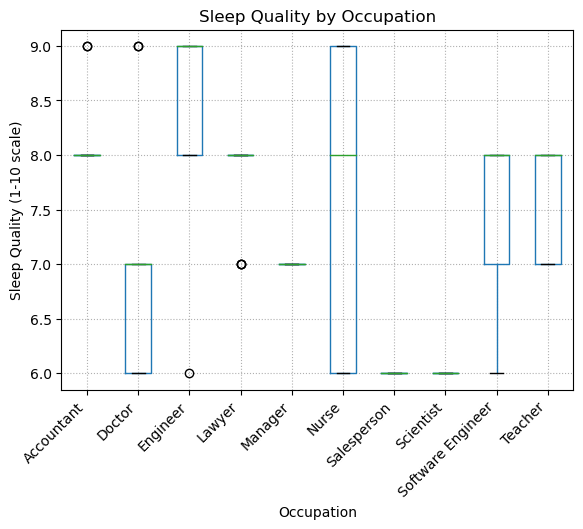 Sleep Quality by Occupation
Sleep Quality (1-10 scale)
9.0
8.5
8.0
7.5
7.0
6.5
6.0
Accountant
Doctor
Engineer
Lawyer
Manager
Nurse
Salesperson
Scientist
Software Engineer
Teacher
Occupation